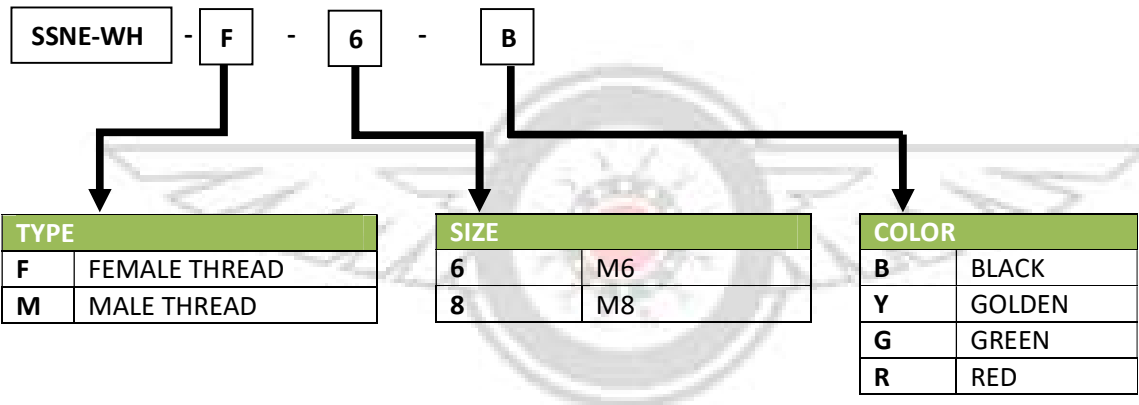 SSNE-WH - F - 6 - B
TYPE
F FEMALE THREAD
M MALE THREAD
SIZE
6 M6
8 M8
COLOR
B BLACK
Y GOLDEN
G GREEN
R RED